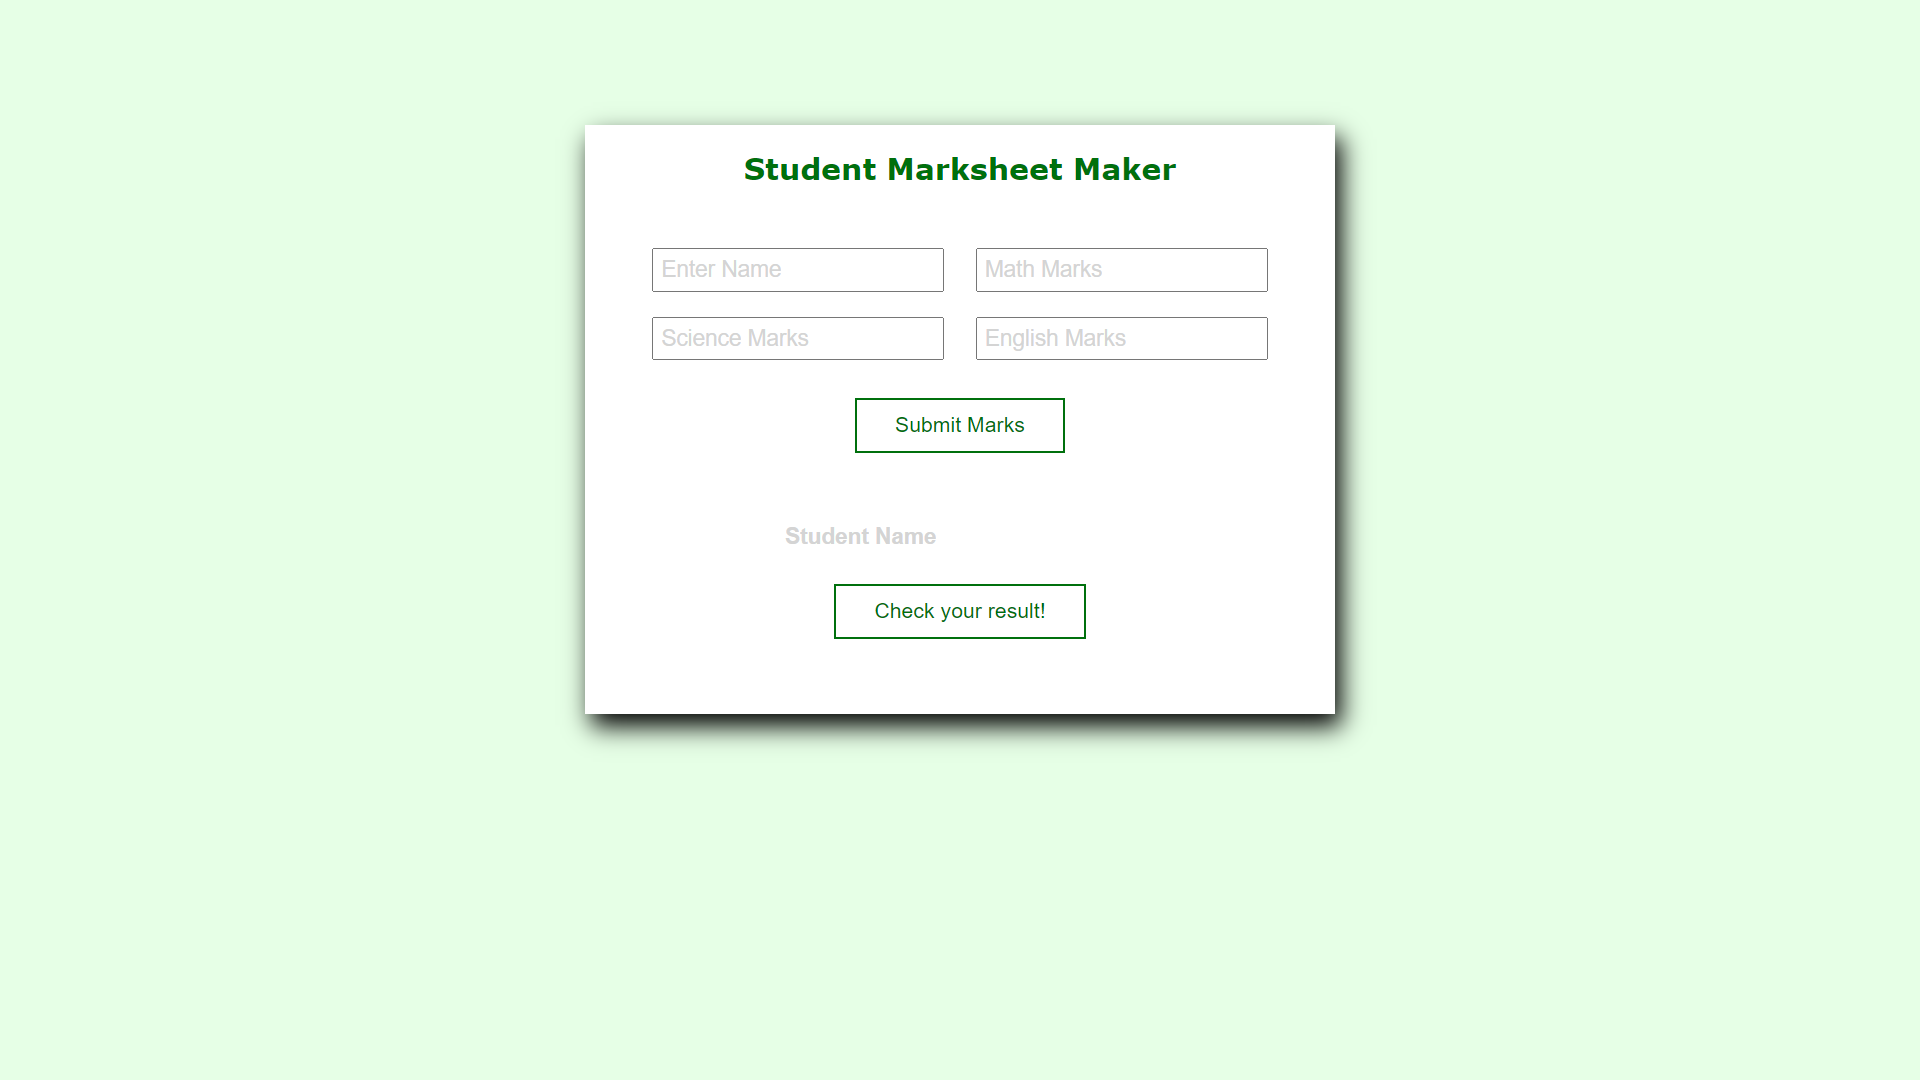 Student Marksheet Maker
Enter Name
Math Marks
Science Marks
English Marks
Submit Marks
Student Name
Check your result!